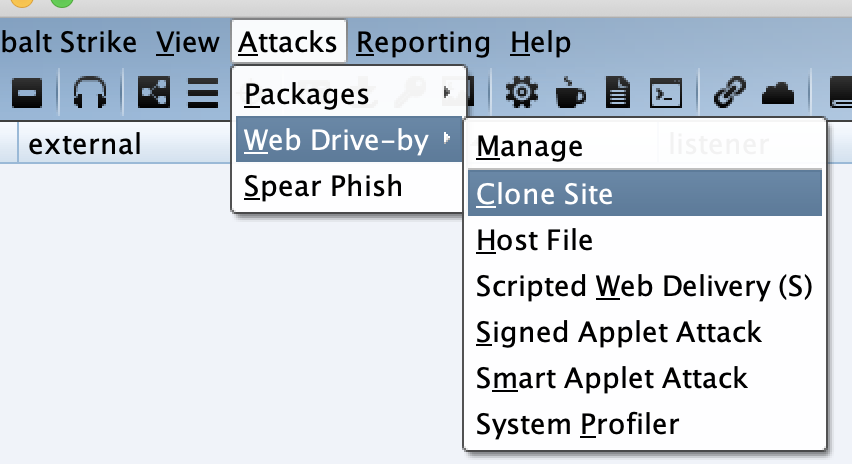 balt Strike View Attacks Reporting Help
Packages
external
Web Drive-by
Manage
listener
Spear Phish
Clone Site
Host File
Scripted Web Delivery (S)
Signed Applet Attack
Smart Applet Attack
System Profiler